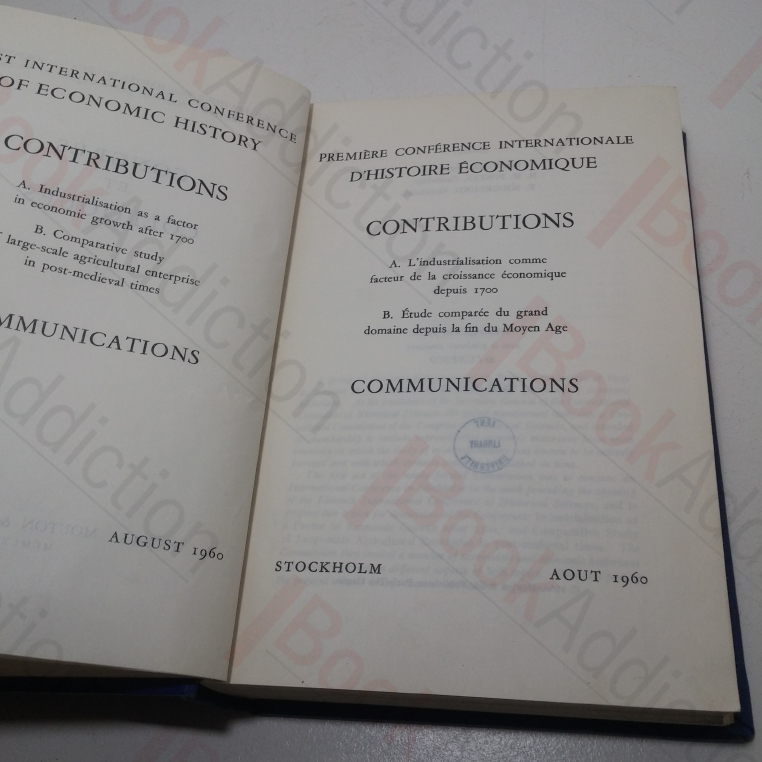 INTERNATIONAL CONFERENCE
OF ECONOMIC HISTORY
CONTRIBUTIONS
A. Industrialisation as a factor
in economic growth after 1700
B. Comparative study
large-scale agricultural enterprise
in post-medieval times
MMUNICATIONS
AUGUST 1960
PREMIÈRE CONFÉRENCE INTERNATIONALE
D'HISTOIRE ÉCONOMIQUE
CONTRIBUTIONS
A. L'industrialisation comme
facteur de la croissance économique
depuis 1700
B. Étude comparée du grand
domaine depuis la fin du Moyen Age
COMMUNICATIONS
STOCKHOLM
AOUT 1960
BookAddiction